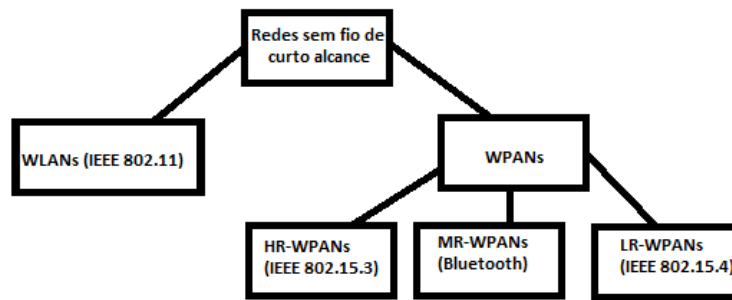 Redes sem fio de
curto alcance
WLANs (IEEE 802.11)
WPANs
HR-WPANs
(IEEE 802.15.3)
MR-WPANs
(Bluetooth)
LR-WPANs
(IEEE 802.15.4)